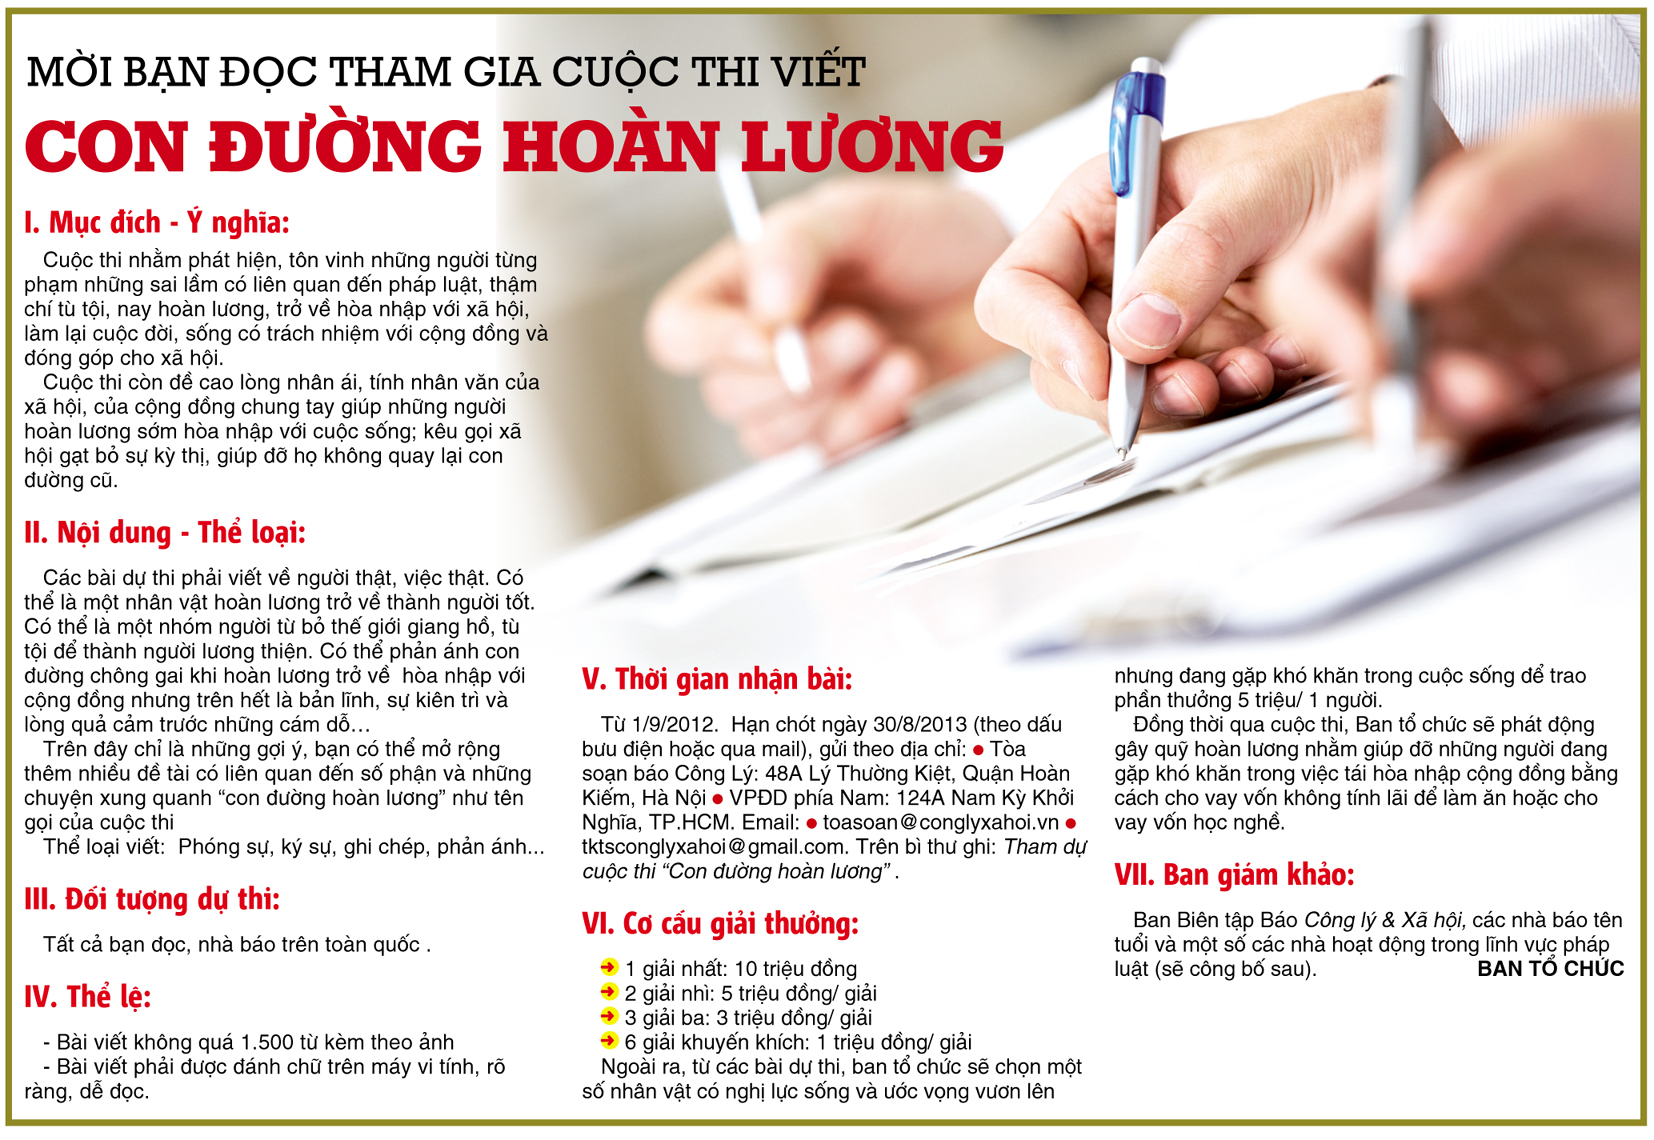 MỜI BẠN ĐỌC THAM GIA CUỘC THI VIẾT
CON ĐƯỜNG HOÀN LƯƠNG
I. Mục đích - Ý nghĩa:
Cuộc thi nhằm phát hiện, tôn vinh những người từng
phạm những sai lầm có liên quan đến pháp luật, thậm
chí tù tội, nay hoàn lương, trở về hòa nhập với xã hội,
làm lại cuộc đời, sống có trách nhiệm với cộng đồng và
đóng góp cho xã hội.
Cuộc thi còn đề cao lòng nhân ái, tính nhân văn của
xã hội, của cộng đồng chung tay giúp những người
hoàn lương sớm hòa nhập với cuộc sống; kêu gọi xã
hội gạt bỏ sự kỳ thị, giúp đỡ họ không quay lại con
đường cũ.
II. Nội dung - Thể loại:
Các bài dự thi phải viết về người thật, việc thật. Có
thể là một nhân vật hoàn lương trở về thành người tốt.
Có thể là một nhóm người từ bỏ thế giới giang hồ, tù
tội để thành người lương thiện. Có thể phản ánh con
đường chông gai khi hoàn lương trở về  hòa nhập với
cộng đồng nhưng trên hết là bản lĩnh, sự kiên trì và
lòng quả cảm trước những cám dỗ...
Trên đây chỉ là những gợi ý, bạn có thể mở rộng
thêm nhiều đề tài có liên quan đến số phận và những
chuyện xung quanh “con đường hoàn lương” như tên
gọi của cuộc thi
Thể loại viết:  Phóng sự, ký sự, ghi chép, phản ánh...
III. Đối tượng dự thi:
Tất cả bạn đọc, nhà báo trên toàn quốc .
IV. Thể lệ:
- Bài viết không quá 1.500 từ kèm theo ảnh
- Bài viết phải được đánh chữ trên máy vi tính, rõ
ràng, dễ đọc.
V. Thời gian nhận bài:
Từ 1/9/2012.  Hạn chót ngày 30/8/2013 (theo dấu
bưu điện hoặc qua mail), gửi theo địa chỉ: ● Tòa
soạn báo Công Lý: 48A Lý Thường Kiệt, Quận Hoàn
Kiếm, Hà Nội ● VPĐD phía Nam: 124A Nam Kỳ Khởi
Nghĩa, TP.HCM. Email: ● toasoan@conglyxahoi.vn ●
tktsconglyxahoi@gmail.com. Trên bì thư ghi: Tham dự
cuộc thi “Con đường hoàn lương” .
VI. Cơ cấu giải thưởng:
➜ 1 giải nhất: 10 triệu đồng
➜ 2 giải nhì: 5 triệu đồng/ giải
➜ 3 giải ba: 3 triệu đồng/ giải
➜ 6 giải khuyến khích: 1 triệu đồng/ giải
Ngoài ra, từ các bài dự thi, ban tổ chức sẽ chọn một
số nhân vật có nghị lực sống và ước vọng vươn lên
nhưng đang gặp khó khăn trong cuộc sống để trao
phần thưởng 5 triệu/ 1 người.
Đồng thời qua cuộc thi, Ban tổ chức sẽ phát động
gây quỹ hoàn lương nhằm giúp đỡ những người đang
gặp khó khăn trong việc tái hòa nhập cộng đồng bằng
cách cho vay vốn không tính lãi để làm ăn hoặc cho
vay vốn học nghề.
VII. Ban giám khảo:
Ban Biên tập Báo Công lý & Xã hội, các nhà báo tên
tuổi và một số các nhà hoạt động trong lĩnh vực pháp
luật (sẽ công bố sau). BAN TỔ CHỨC